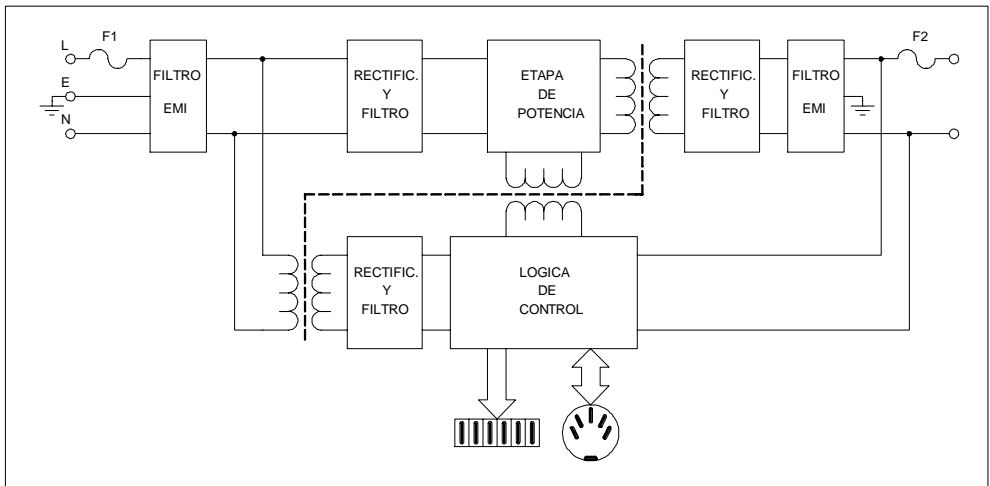 L
F1
E
N
FILTRO
EMI
RECTIFIC.
Y
FILTRO
ETAPA
DE
POTENCIA
RECTIFIC.
Y
FILTRO
FILTRO
EMI
F2
RECTIFIC.
Y
FILTRO
LOGICA
DE
CONTROL